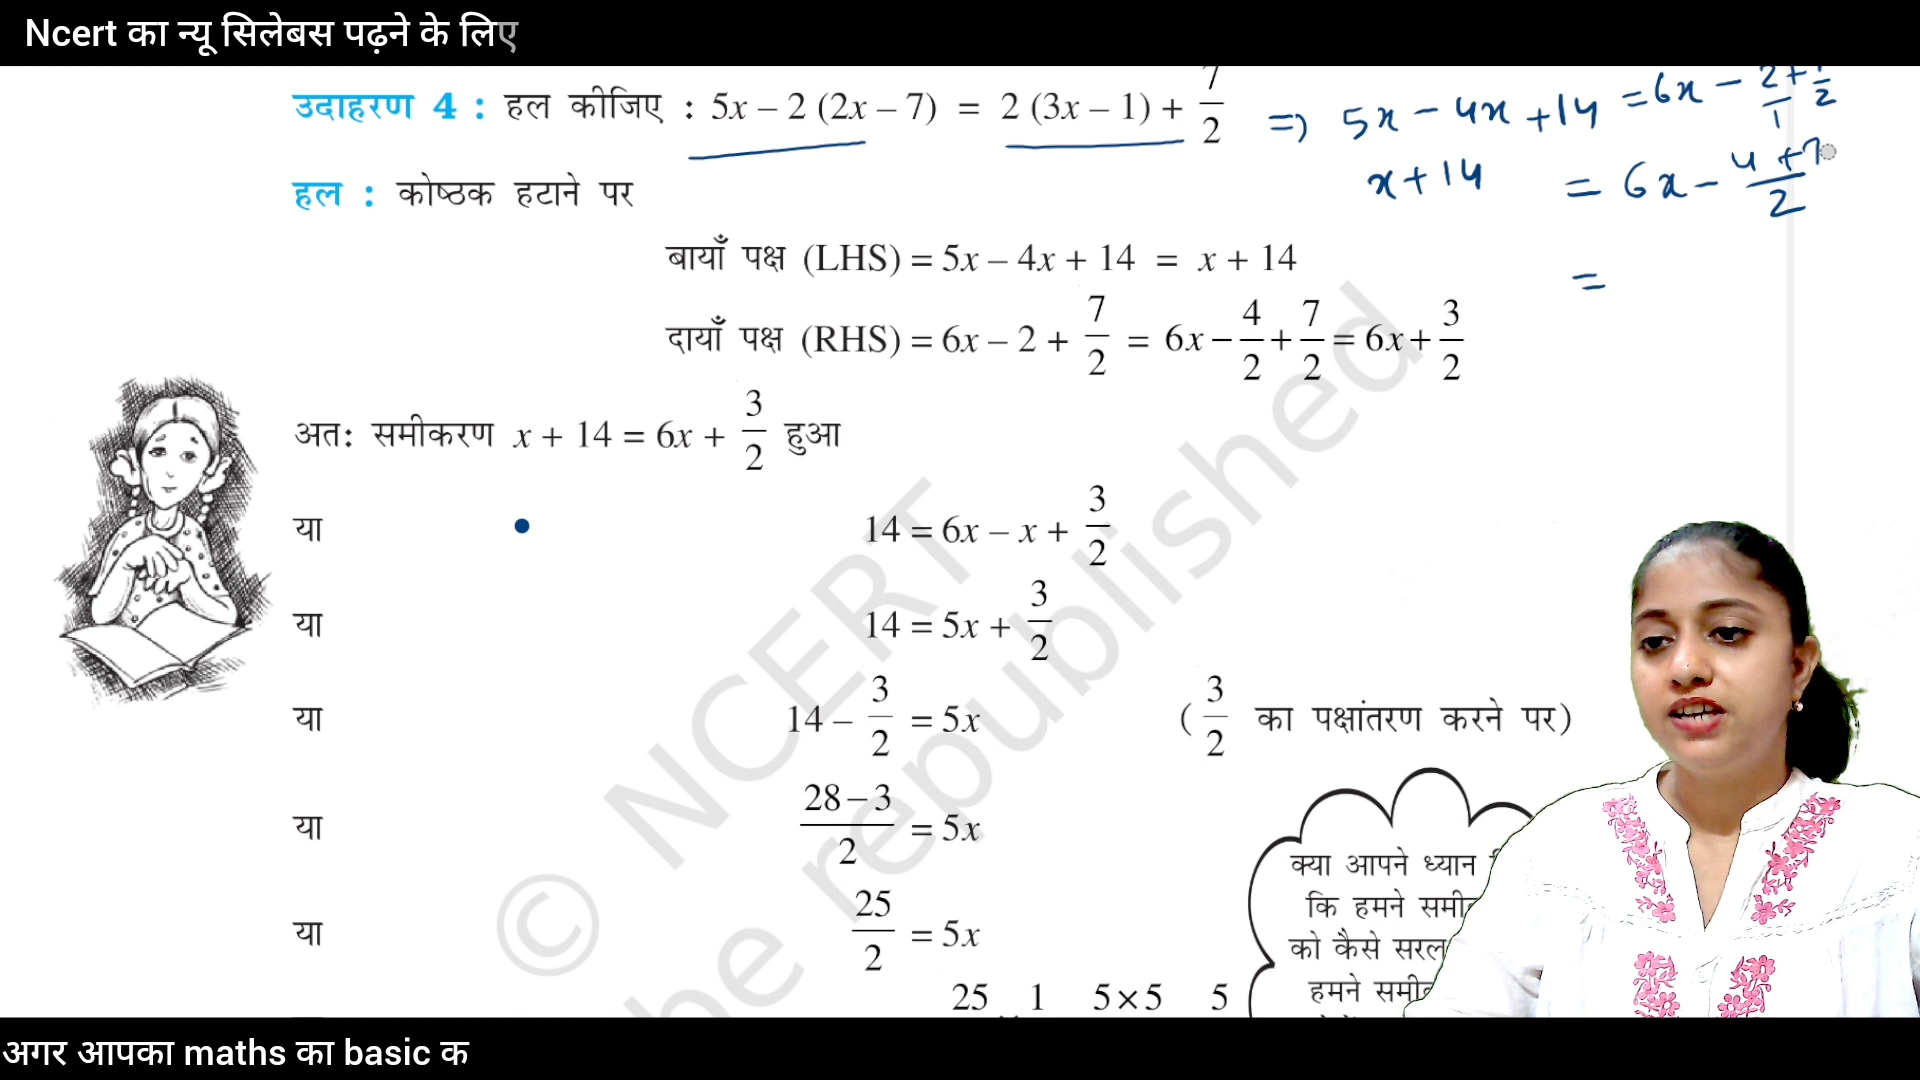 Ncert का न्यू सिलेबस पढ़ने के लिए
उदाहरण 4 : हल कीजिए : 5x – 2 (2x – 7) = 2 (3x – 1) + 7/2
⇒ 5x – 4x + 14 = 6x – 2/1 + 7/2
x + 14 = 6x – 4+7/2
=
हल : कोष्ठक हटाने पर
बायाँ पक्ष (LHS) = 5x – 4x + 14 = x + 14
दायाँ पक्ष (RHS) = 6x – 2 + 7/2 = 6x – 4/2 + 7/2 = 6x + 3/2
अत: समीकरण x + 14 = 6x + 3/2 हुआ
या 14 = 6x – x + 3/2
या 14 = 5x + 3/2
या 14 – 3/2 = 5x (3/2 का पक्षांतरण करने पर)
या 28–3/2 = 5x
या 25/2 = 5x
25 1 5×5 5
क्या आपने ध्यान
कि हमने
को कैसे सरल
हमने
© NCERT
be republished
अगर आपका maths का basic क